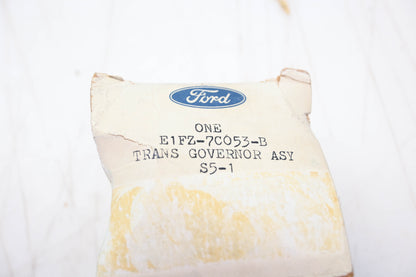 Ford
ONE
E1FZ-7C053-B
TRANS GOVERNOR ASY
S5-1